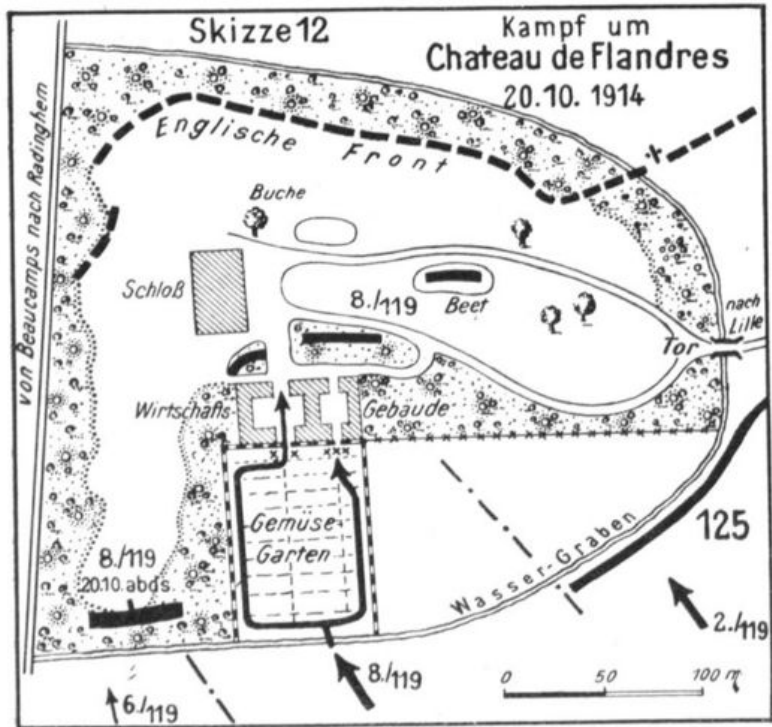 Skizze 12
Kampf um
Chateau de Flandres
20.10. 1914
Englische Front
von Beaucamps nach Radinghem
Buche
Schloß
8./119
Beet
nach
Lille
Tor
Wirtschafts
Gebäude
Gemüse-
Garten
8./119
20.10. abds
Wasser-Graben
125
2./119
8./119
6/119
0 50 100 m